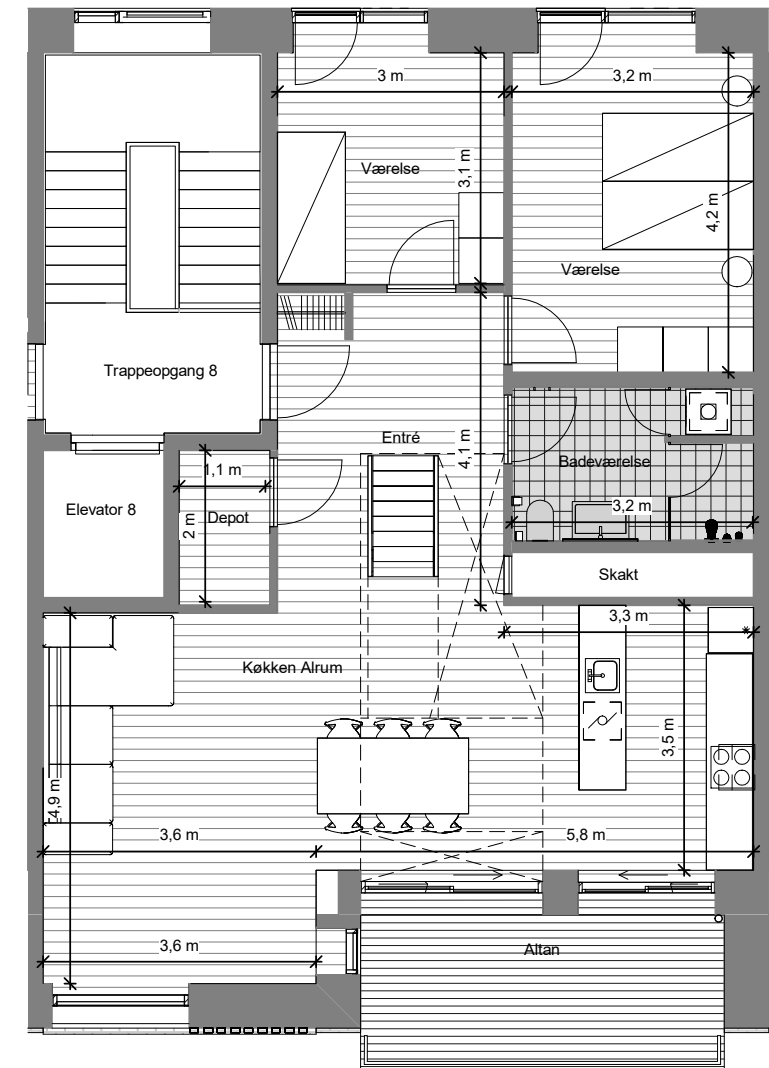 3 m
3,2 m
Værelse
3,1 m
4,2 m
Værelse
Trappeopgang 8
Entré
4,1 m
Badeværelse
1,1 m
Elevator 8
2 m
Depot
3,2 m
Skakt
3,3 m
Køkken Alrum
3,5 m
4,9 m
3,6 m
5,8 m
3,6 m
Altan